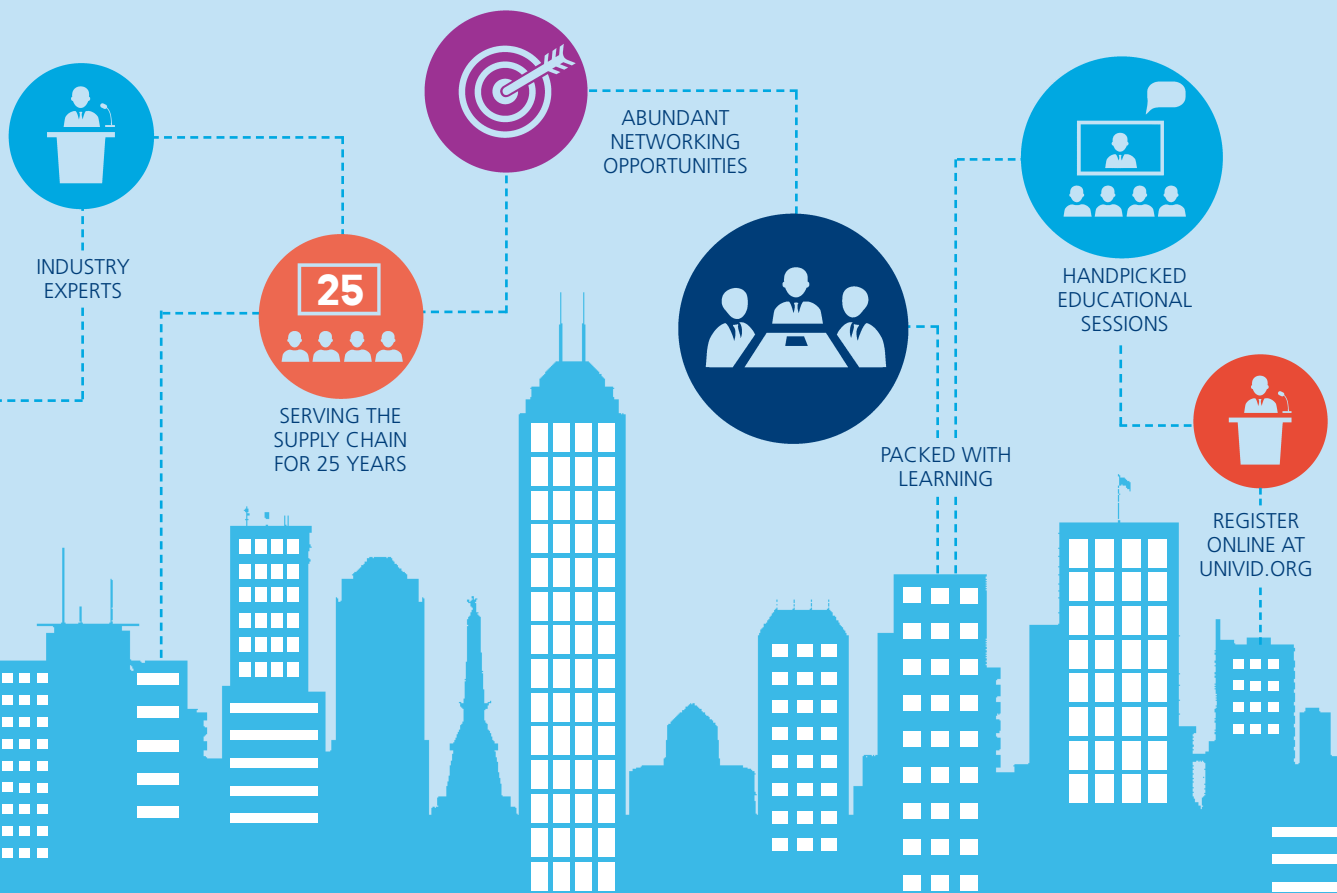 INDUSTRY
EXPERTS
25
SERVING THE
SUPPLY CHAIN
FOR 25 YEARS
ABUNDANT
NETWORKING
OPPORTUNITIES
PACKED WITH
LEARNING
HANDPICKED
EDUCATIONAL
SESSIONS
REGISTER
ONLINE AT
UNIVID.ORG